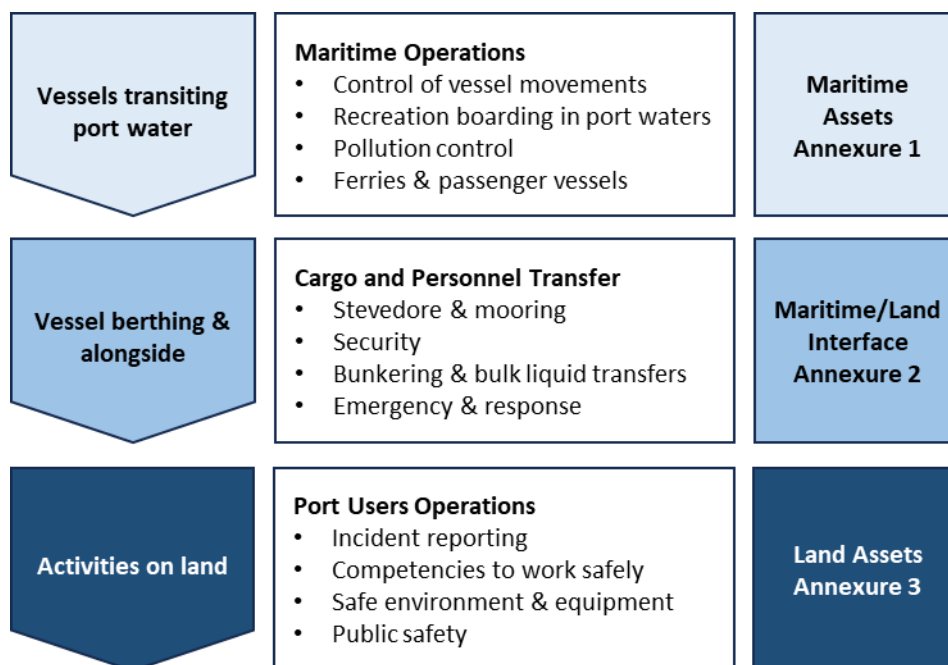 Vessels transiting
port water
Maritime Operations
• Control of vessel movements
• Recreation boarding in port waters
• Pollution control
• Ferries & passenger vessels
Maritime
Assets
Annexure 1
Vessel berthing &
alongside
Cargo and Personnel Transfer
• Stevedore & mooring
• Security
• Bunkering & bulk liquid transfers
• Emergency & response
Maritime/Land
Interface
Annexure 2
Activities on land
Port Users Operations
• Incident reporting
• Competencies to work safely
• Safe environment & equipment
• Public safety
Land Assets
Annexure 3